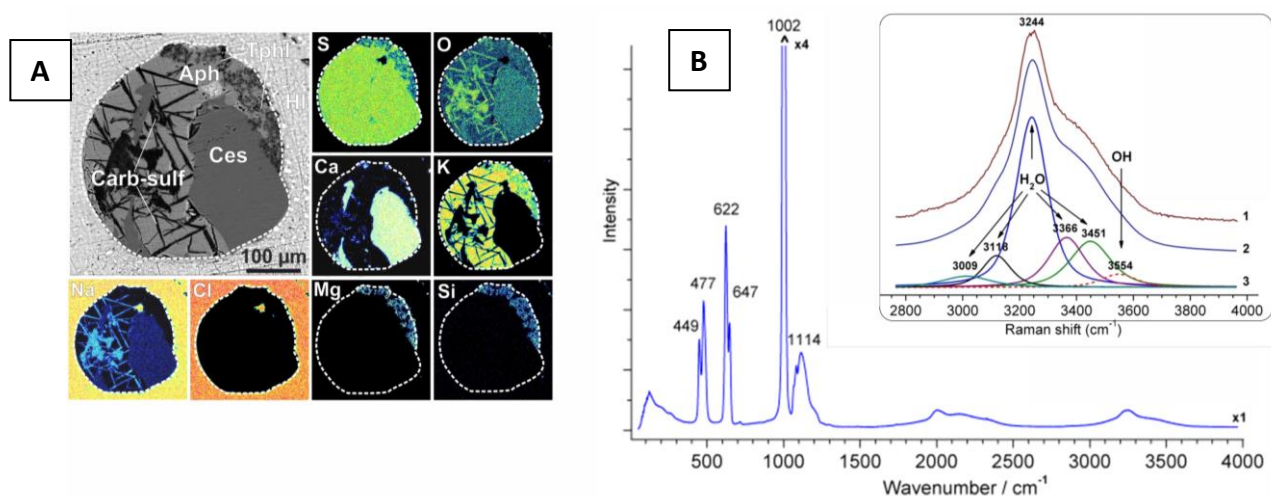 A
Aph
Tphl
Hl
Ces
Carb-sulf
100 µm
S
O
Ca
K
Na
Cl
Mg
Si
B
1002
^ x4
622
477
647
449
1114
x1
Intensity
500 1000 1500 2000 2500 3000 3500 4000
Wavenumber / cm⁻¹
3244
OH
H₂O
3366
3451
3118
3009
3554
1
2
3
2800 3000 3200 3400 3600 3800 4000
Raman shift (cm⁻¹)